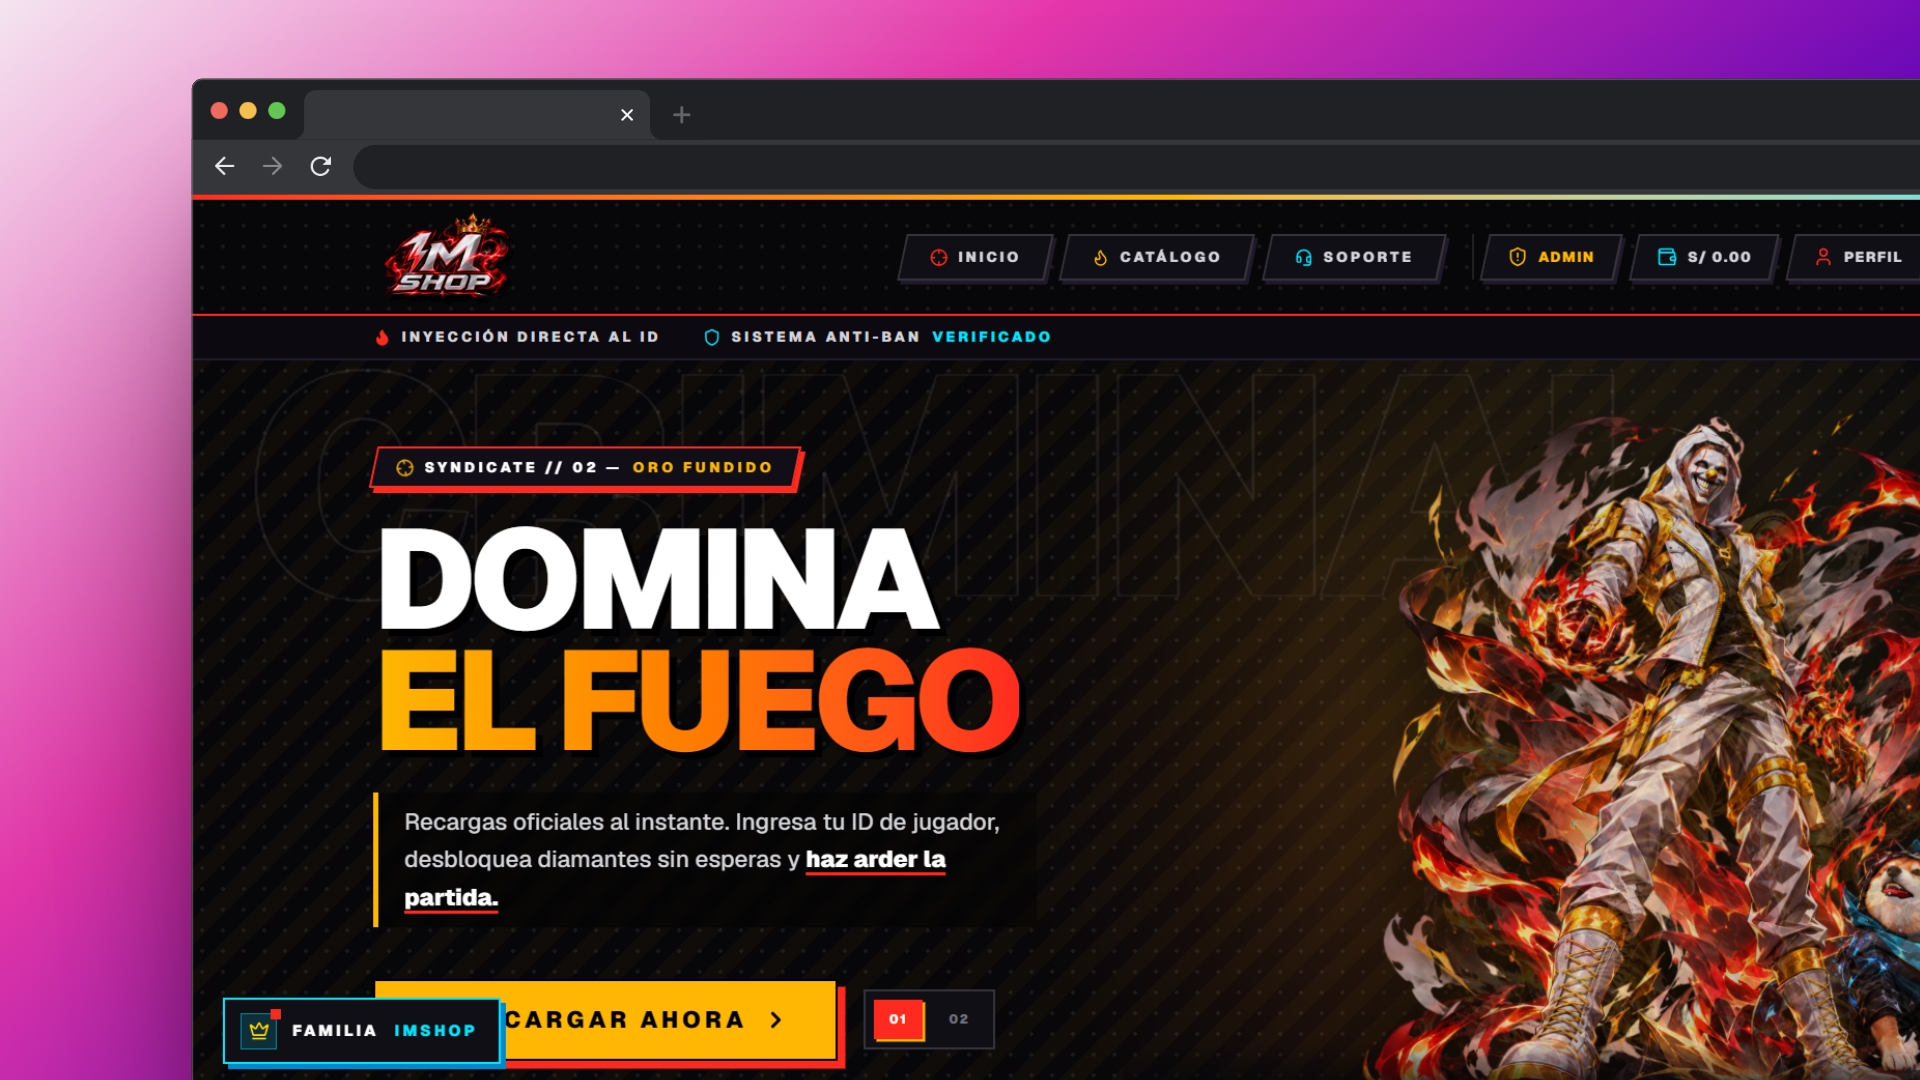 1M
SHOP
INICIO
CATÁLOGO
SOPORTE
ADMIN
S/ 0.00
PERFIL
INYECCIÓN DIRECTA AL ID
SISTEMA ANTI-BAN VERIFICADO
CRIMINAL
SYNDICATE // 02 — ORO FUNDIDO
DOMINA
EL FUEGO
Recargas oficiales al instante. Ingresa tu ID de jugador,
desbloquea diamantes sin esperas y haz arder la
partida.
CARGAR AHORA
01 02
FAMILIA IMSHOP